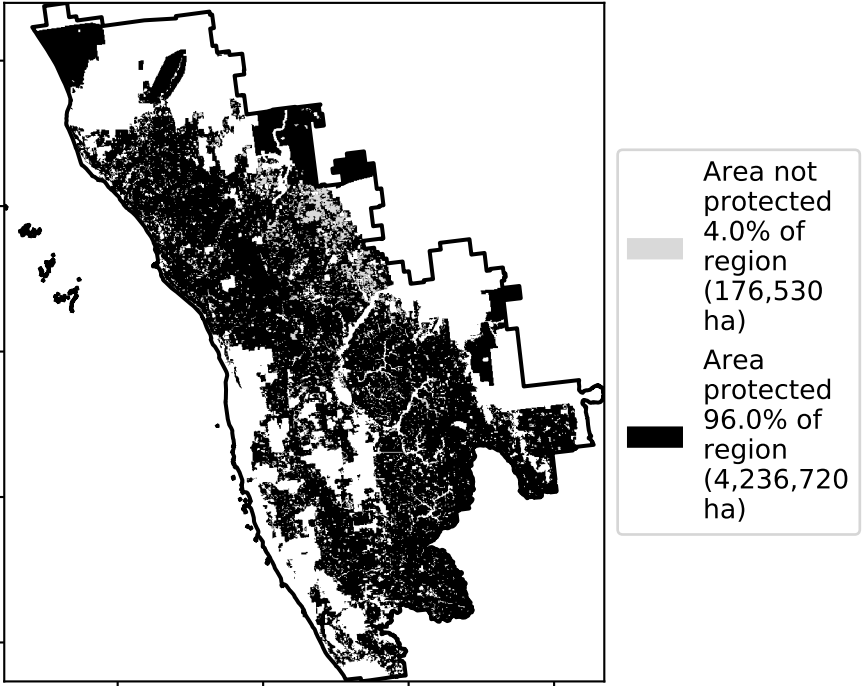 Area not
protected
4.0% of
region
(176,530
ha)
Area
protected
96.0% of
region
(4,236,720
ha)